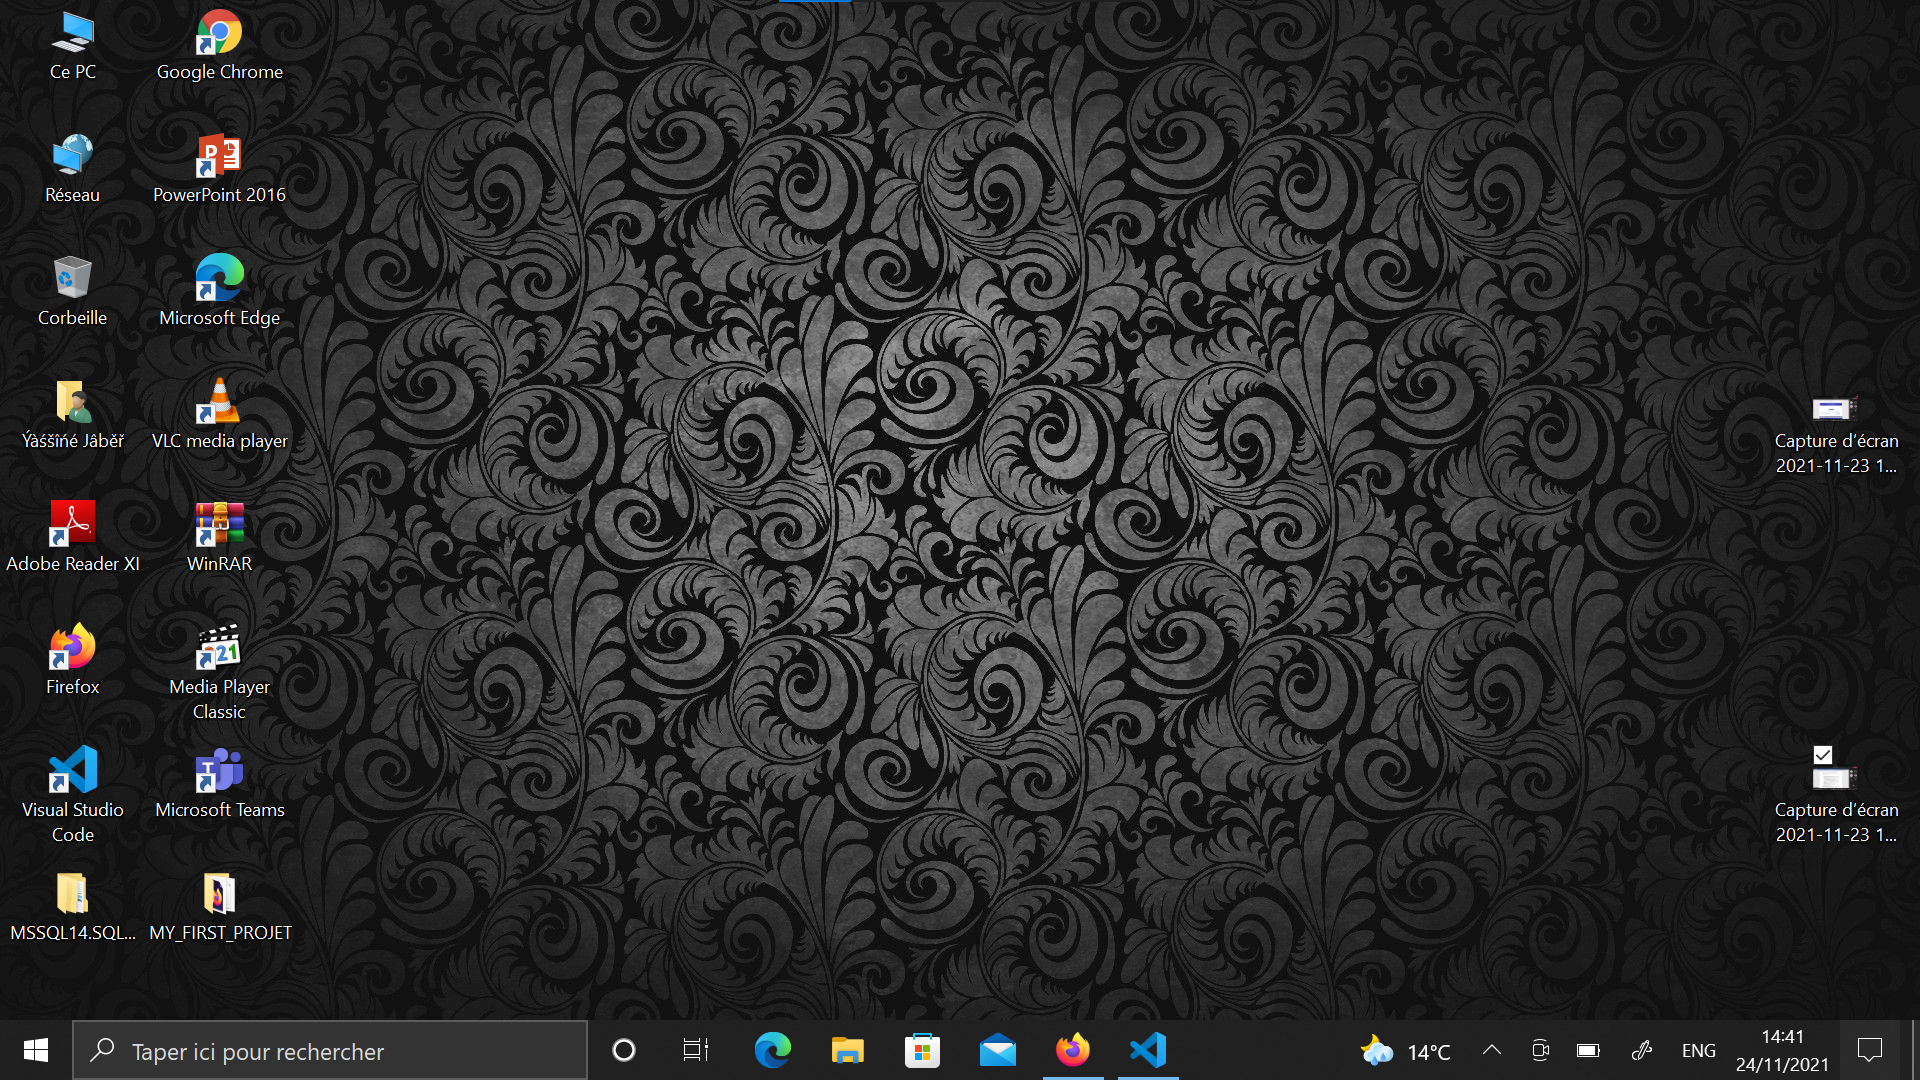 Ce PC
Google Chrome
Réseau
PowerPoint 2016
Corbeille
Microsoft Edge
Ýàśšîńé Jâběř
VLC media player
Capture d'écran
2021-11-23 1...
Adobe Reader XI
WinRAR
Firefox
Media Player
Classic
Visual Studio
Code
Microsoft Teams
Capture d'écran
2021-11-23 1...
MSSQL14.SQL...
MY_FIRST_PROJET
Taper ici pour rechercher
14°C
ENG
14:41
24/11/2021